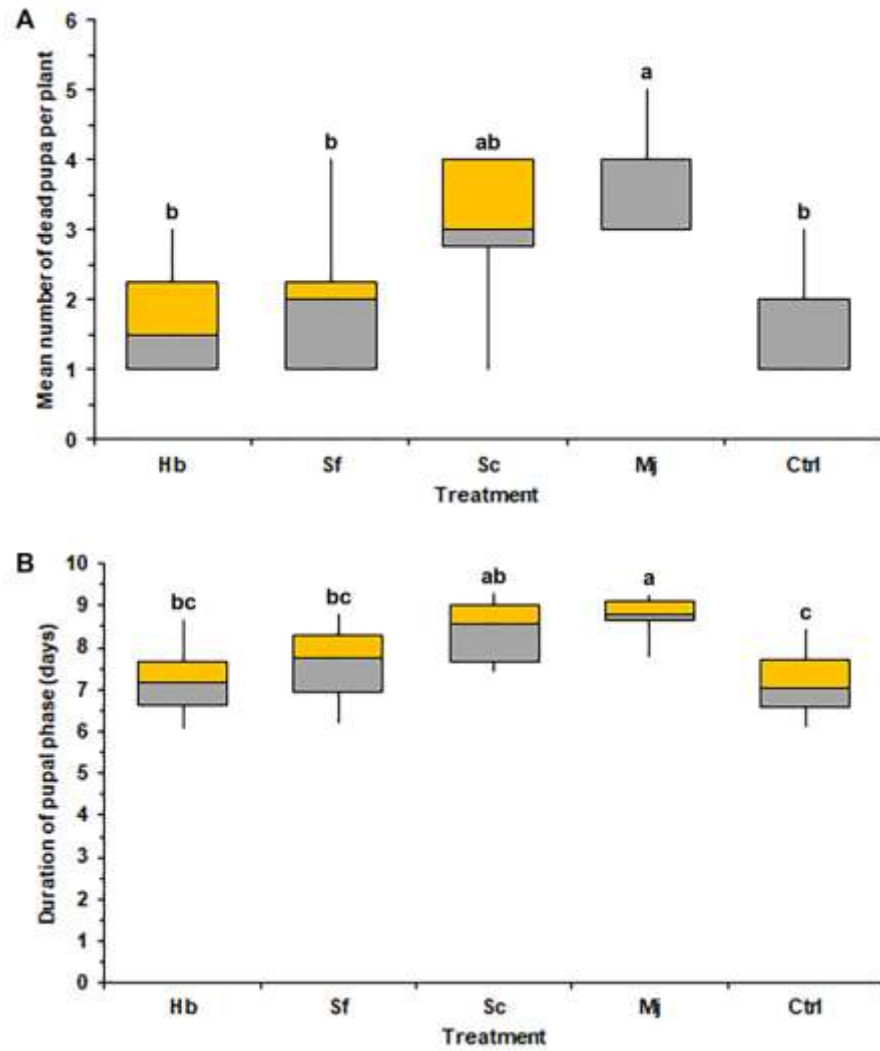 A
Mean number of dead pupa per plant
6
5
4
3
2
1
0
b
b
ab
a
b
Hb
Sf
Sc
Mj
Ctrl
Treatment
B
Duration of pupal phase (days)
10
9
8
7
6
5
4
3
2
1
0
bc
bc
ab
a
c
Hb
Sf
Sc
Mj
Ctrl
Treatment